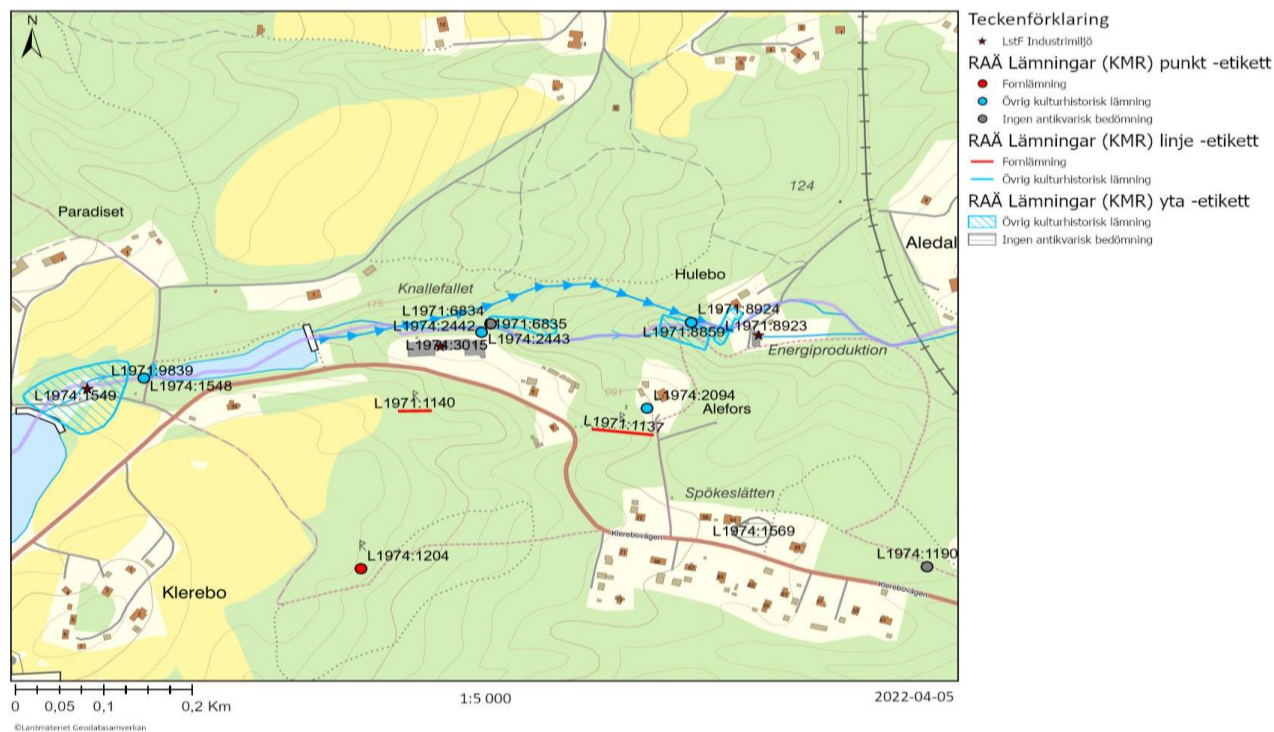 N
Teckenförklaring
LstF Industrimiljö
RAÄ Lämningar (KMR) punkt -etikett
Fornlämning
Övrig kulturhistorisk lämning
Ingen antikvarisk bedömning
RAÄ Lämningar (KMR) linje -etikett
Fornlämning
Övrig kulturhistorisk lämning
RAÄ Lämningar (KMR) yta -etikett
Övrig kulturhistorisk lämning
Ingen antikvarisk bedömning
124
Paradiset
Aledal
Hulebo
Knallefallet
175
L1971:6834
L1971:8924
L1974:2442
L1971:6835
L1971:8859
L1971:8923
L1974:2443
L1974:3015
Energiproduktion
L1971:9839
L1974:1548
L1974:1549
160
L1974:2094
L1971:1140
Alefors
L1971:1137
Spökeslätten
L1974:1569
Klerebovägen
L1974:1204
L1974:1190
Klerebo
Klerebovägen
0 0,05 0,1 0,2 Km
1:5 000
2022-04-05
©Lantmäteriet Geodatasamverkan